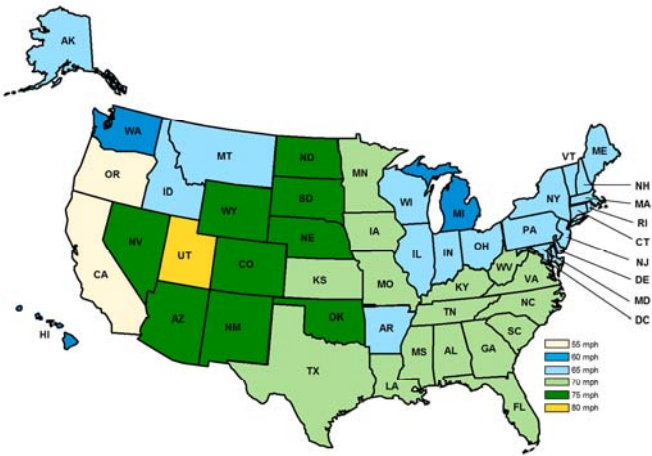 AK
WA
MT
ND
MN
VT
ME
OR
ID
WY
SD
WI
MI
NY
NH
MA
RI
CT
NJ
DE
MD
DC
NV
UT
CO
NE
IA
IL
IN
OH
PA
CA
KS
MO
KY
WV
VA
AZ
NM
OK
AR
TN
NC
SC
HI
TX
LA
MS
AL
GA
FL
55 mph
60 mph
65 mph
70 mph
75 mph
80 mph